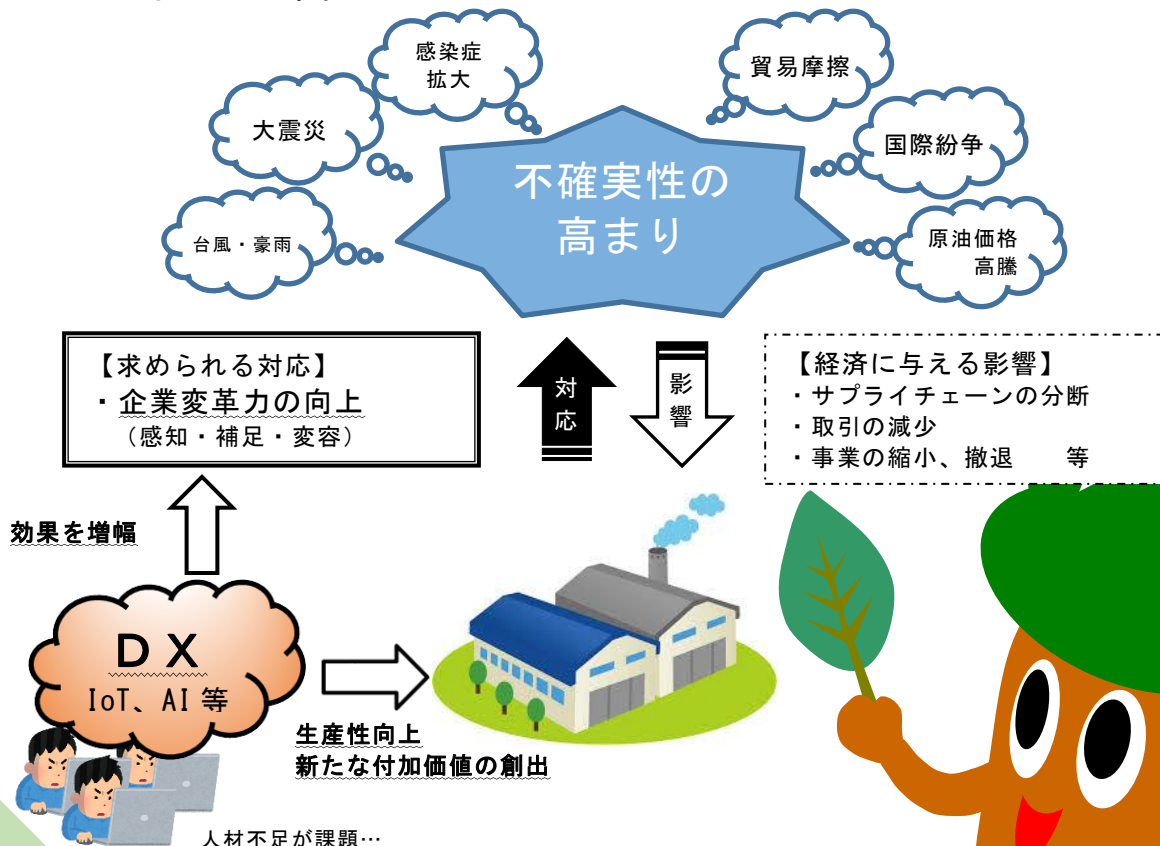 感染症
拡大
貿易摩擦
大震災
国際紛争
不確実性の
高まり
台風・豪雨
原油価格
高騰
【求められる対応】
・企業変革力の向上
（感知・補足・変容）
対応
影響
【経済に与える影響】
・サプライチェーンの分断
・取引の減少
・事業の縮小、撤退　　等
効果を増幅
ＤＸ
IoT、AI 等
生産性向上
新たな付加価値の創出
人材不足が課題…